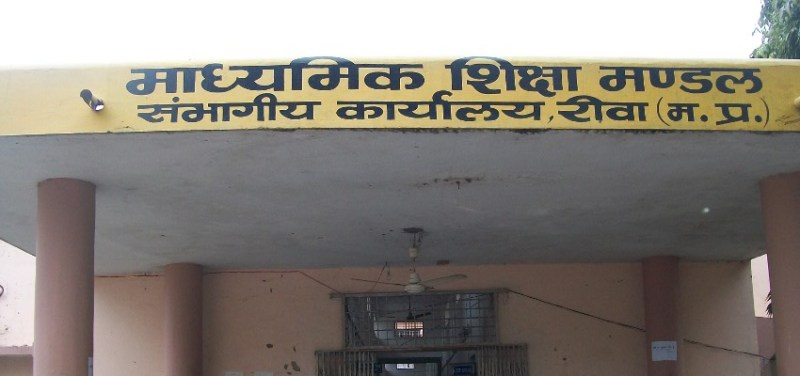 माध्यमिक शिक्षा मण्डल
संभागीय कार्यालय, रीवा (म. प्र.)